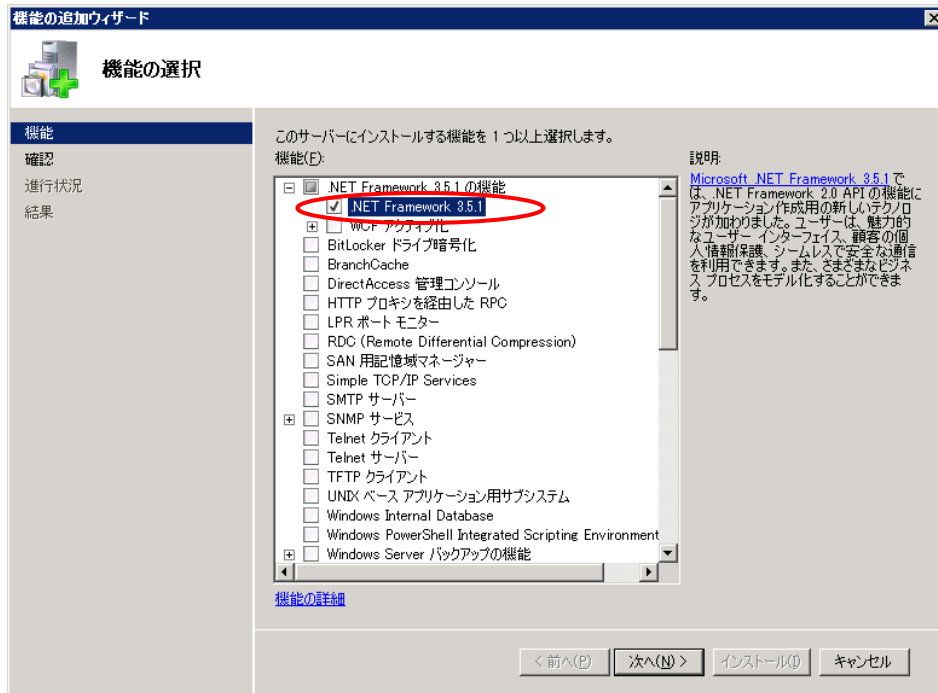 機能の追加ウィザード
機能の選択
機能
確認
進行状況
結果
このサーバーにインストールする機能を 1 つ以上選択します。
機能(F):
.NET Framework 3.5.1 の機能
.NET Framework 3.5.1
WCF アクティブ化
BitLocker ドライブ暗号化
BranchCache
DirectAccess 管理コンソール
HTTP プロキシを経由した RPC
LPR ポート モニター
RDC (Remote Differential Compression)
SAN 用記憶域マネージャー
Simple TCP/IP Services
SMTP サーバー
SNMP サービス
Telnet クライアント
Telnet サーバー
TFTP クライアント
UNIX ベース アプリケーション用サブシステム
Windows Internal Database
Windows PowerShell Integrated Scripting Environment
Windows Server バックアップの機能
機能の詳細
説明:
Microsoft .NET Framework 3.5.1 で
は、.NET Framework 2.0 API の機能に
アプリケーション作成用の新しいテクノロ
ジが加わりました。ユーザーは、魅力的
なユーザー インターフェイス、顧客の個
人情報保護、シームレスで安全な通信
を利用できます。また、さまざまなビジネ
ス プロセスをモデル化することができま
す。
< 前へ(P)
次へ(N) >
インストール(I)
キャンセル